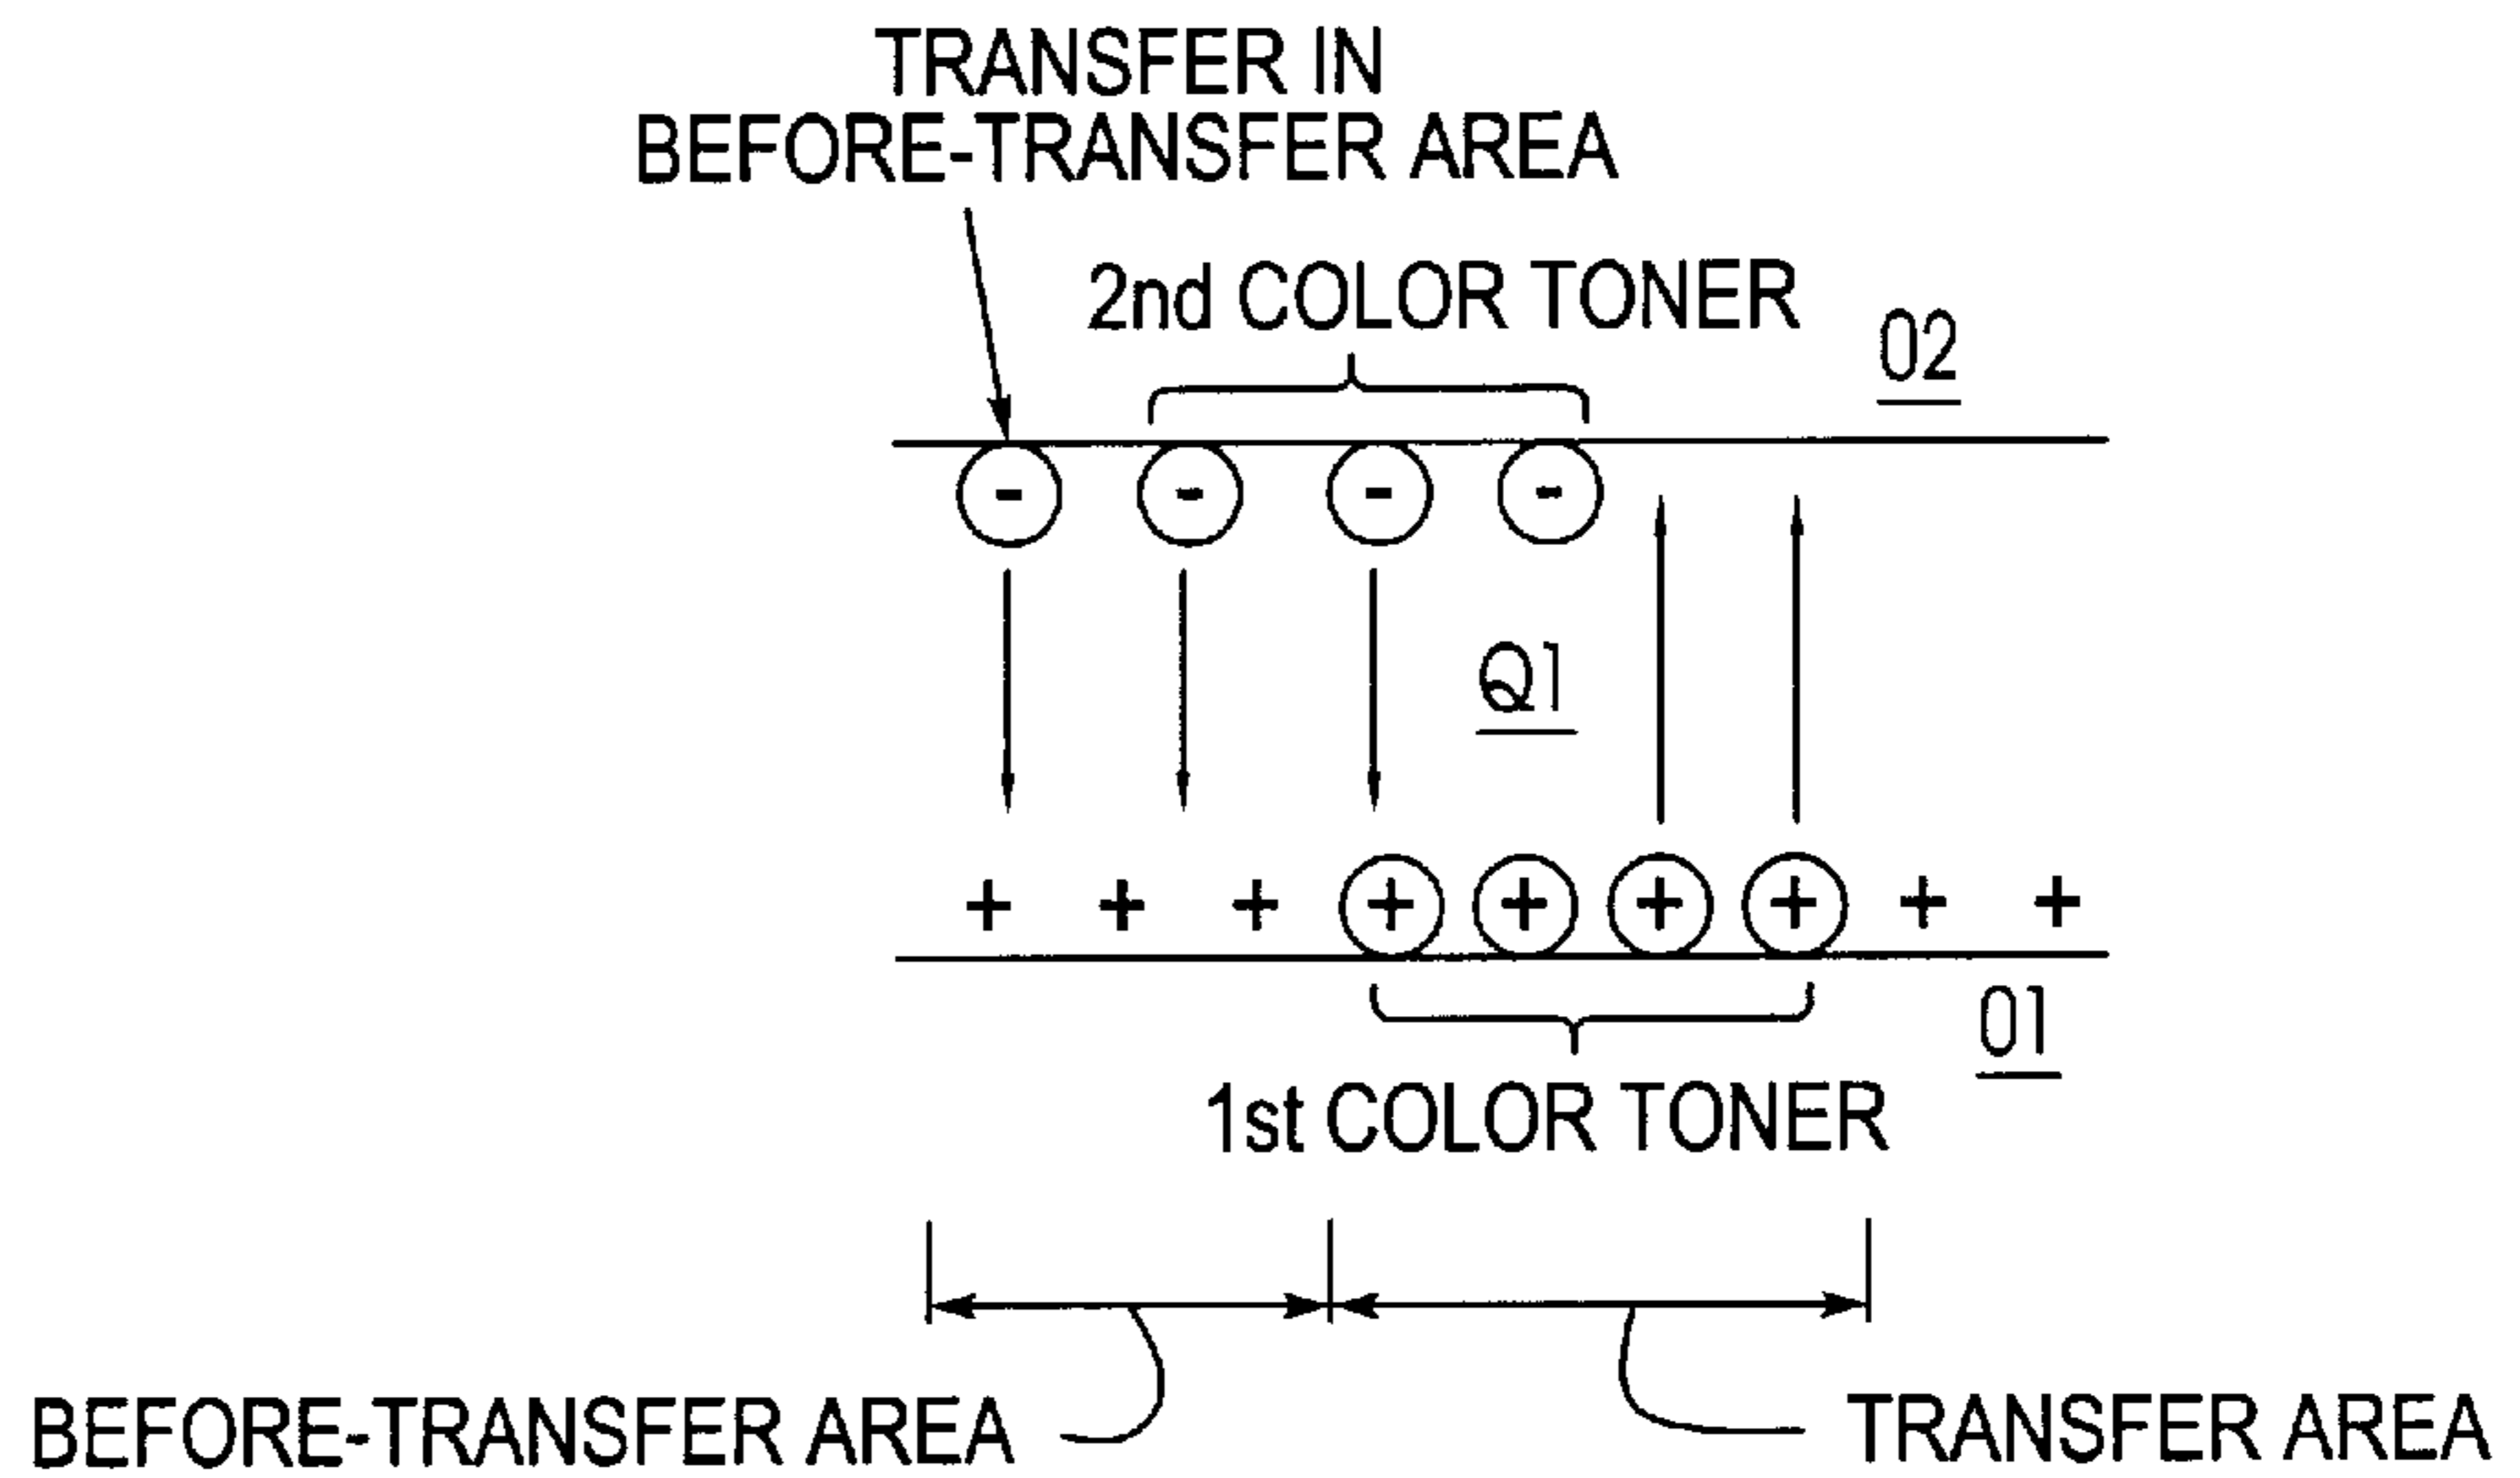 TRANSFER IN
BEFORE-TRANSFER AREA
2nd COLOR TONER
02
- - - -
Q1
+ + + + + + + + +
01
1st COLOR TONER
BEFORE-TRANSFER AREA
TRANSFER AREA